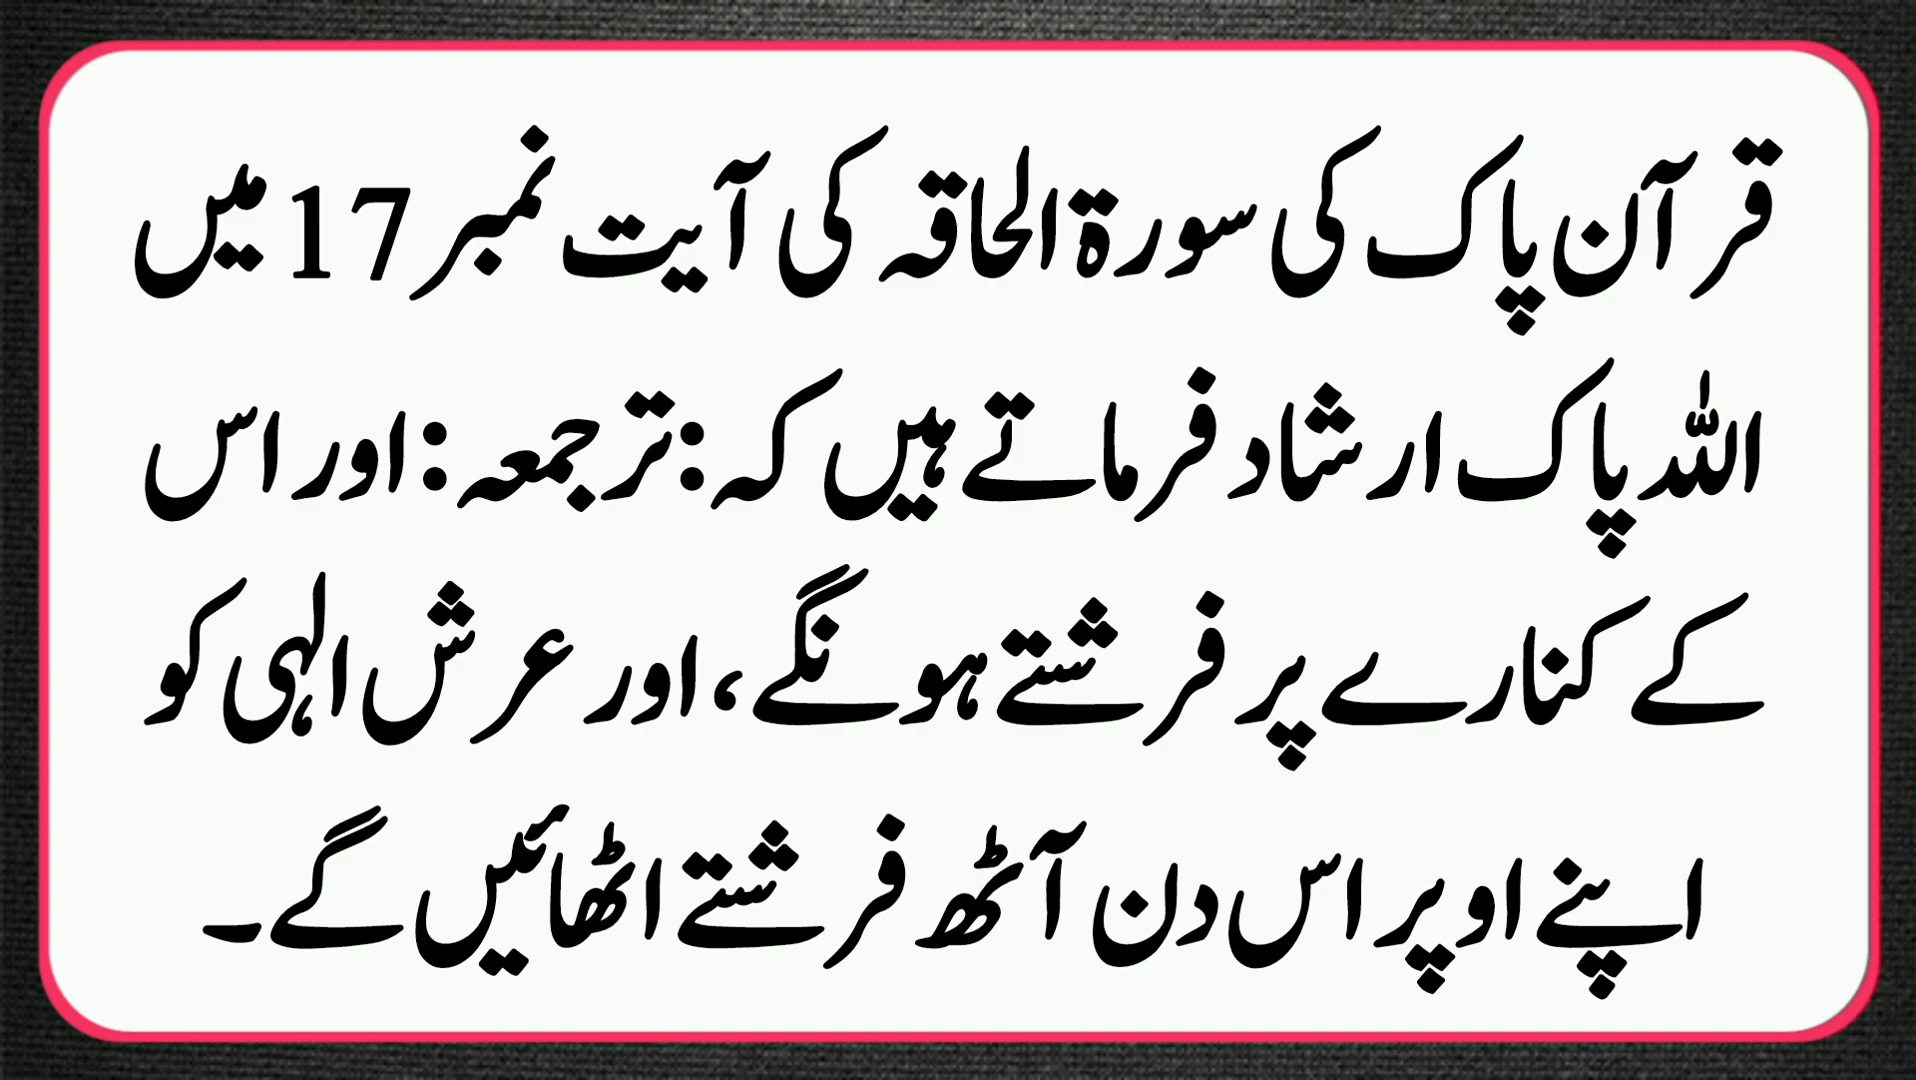 قرآن پاک کی سورۃ الحاقہ کی آیت نمبر 17 میں
اللہ پاک ارشاد فرماتے ہیں کہ:ترجمعہ: اور اس
کے کنارے پر فرشتے ہونگے، اور عرش الہی کو
اپنے اوپر اس دن آٹھ فرشتے اٹھائیں گے۔